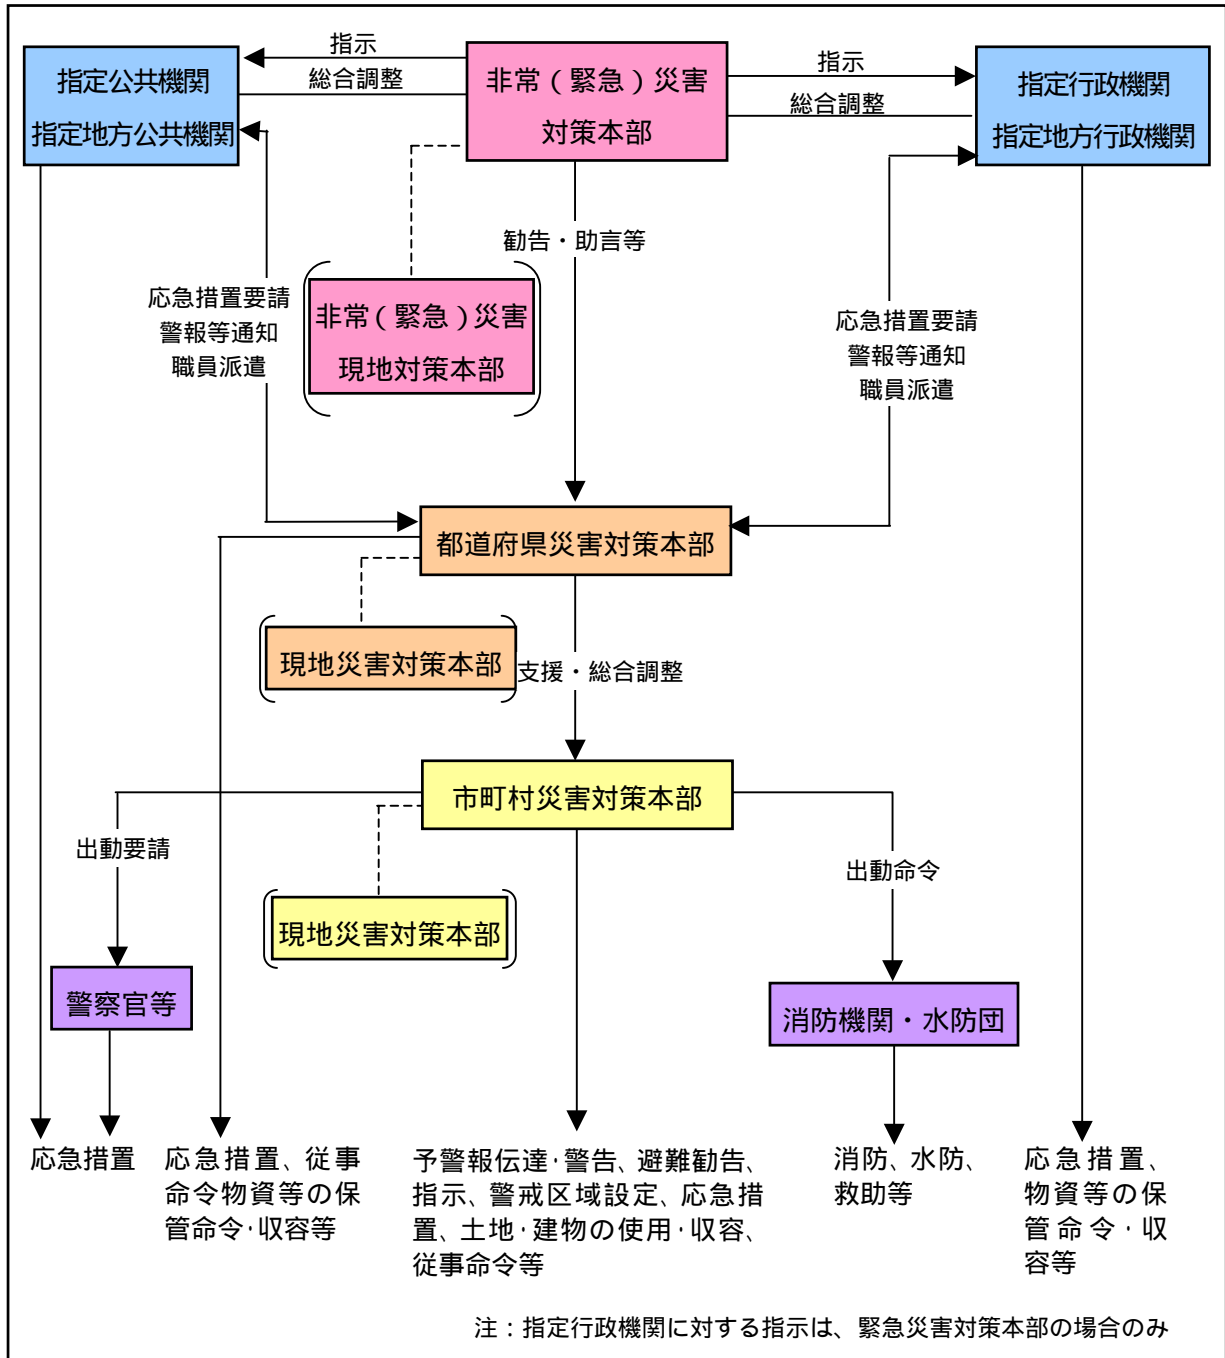 指定公共機関
指定地方公共機関
指示
総合調整
非常（緊急）災害
対策本部
指示
総合調整
指定行政機関
指定地方行政機関
勧告・助言等
応急措置要請
警報等通知
職員派遣
非常（緊急）災害
現地対策本部
応急措置要請
警報等通知
職員派遣
都道府県災害対策本部
現地災害対策本部
支援・総合調整
市町村災害対策本部
出動要請
出動命令
現地災害対策本部
警察官等
消防機関・水防団
応急措置
応急措置、従事
命令物資等の保
管命令・収容等
予警報伝達・警告、避難勧告、
指示、警戒区域設定、応急措
置、土地・建物の使用・収容、
従事命令等
消防、水防、
救助等
応急措置、
物資等の保
管命令・収
容等
注：指定行政機関に対する指示は、緊急災害対策本部の場合のみ